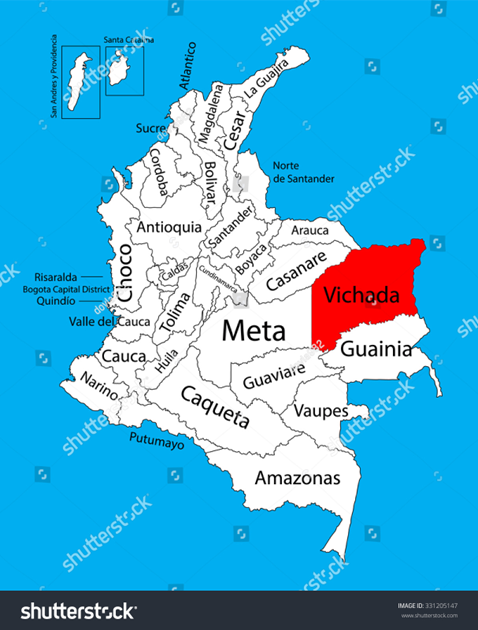 Santa Catalina
San Andres y Providencia
Atlantico
La Guajira
Magdalena
Cesar
Sucre
Cordoba
Bolivar
Norte
de Santander
Antioquia
Santander
Arauca
Boyaca
Casanare
Choco
Caldas
Cundinamarca
Risaralda
Bogota Capital District
Quindío
Tolima
Vichada
Valle del Cauca
Meta
Cauca
Huila
Guainia
Guaviare
Narino
Caqueta
Vaupes
Putumayo
Amazonas
shutterstock
shutterstock
IMAGE ID: 331205147
www.shutterstock.com